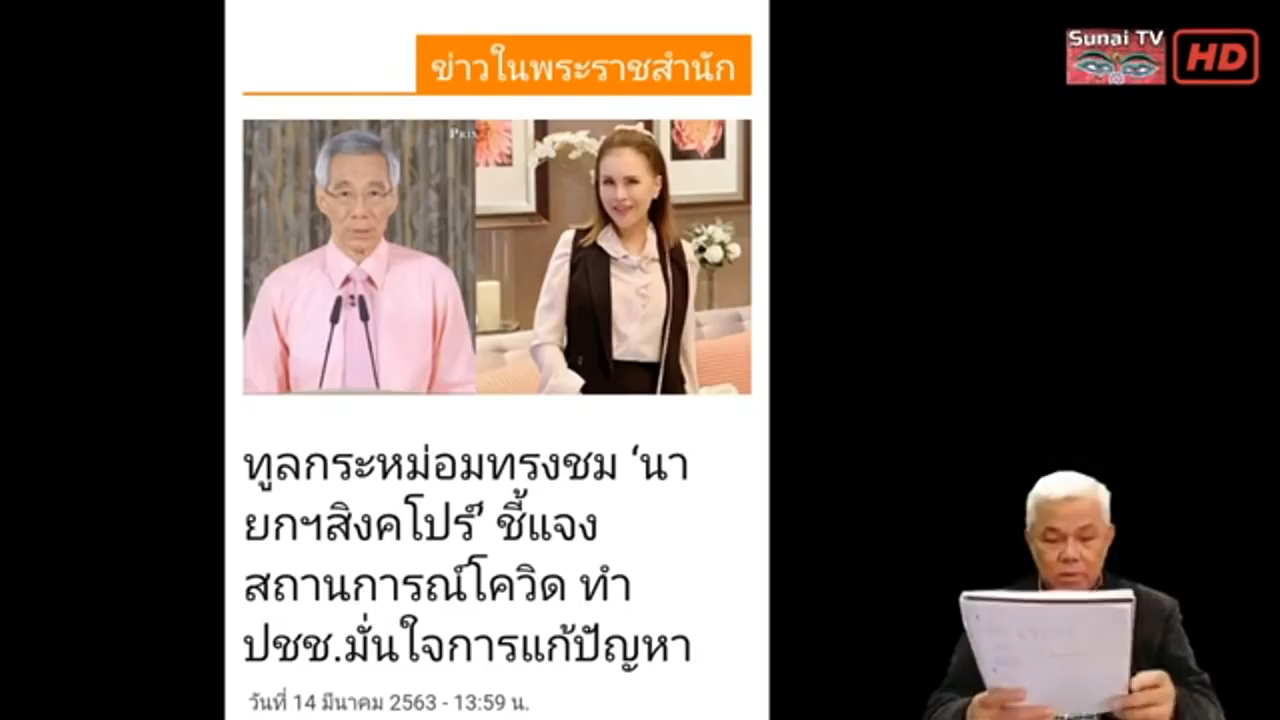 Sunai TV
HD
ข่าวในพระราชสำนัก
ทูลกระหม่อมทรงชม ‘นา
ยกฯสิงคโปร์’ ชี้แจง
สถานการณ์โควิด ทำ
ปชช.มั่นใจการแก้ปัญหา
วันที่ 14 มีนาคม 2563 - 13:59 น.